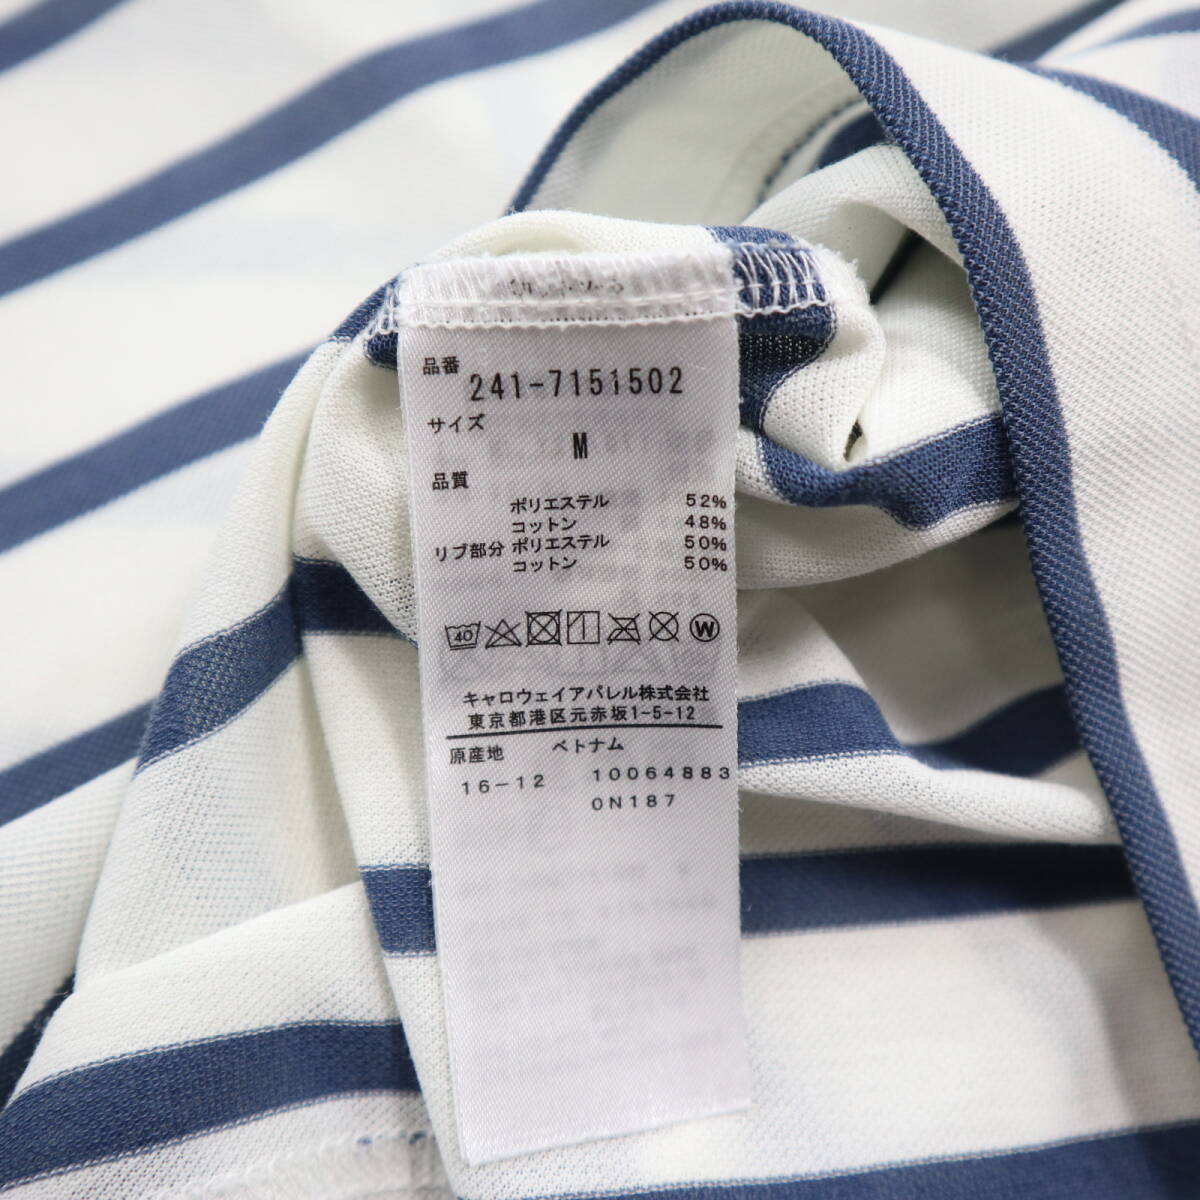 品番
241-7151502
サイズ
M
品質
ポリエステル 52%
コットン 48%
リブ部分 ポリエステル 50%
コットン 50%
40 W
キャロウェイアパレル株式会社
東京都港区元赤坂1-5-12
原産地 ベトナム
16-12 10064883
0N187